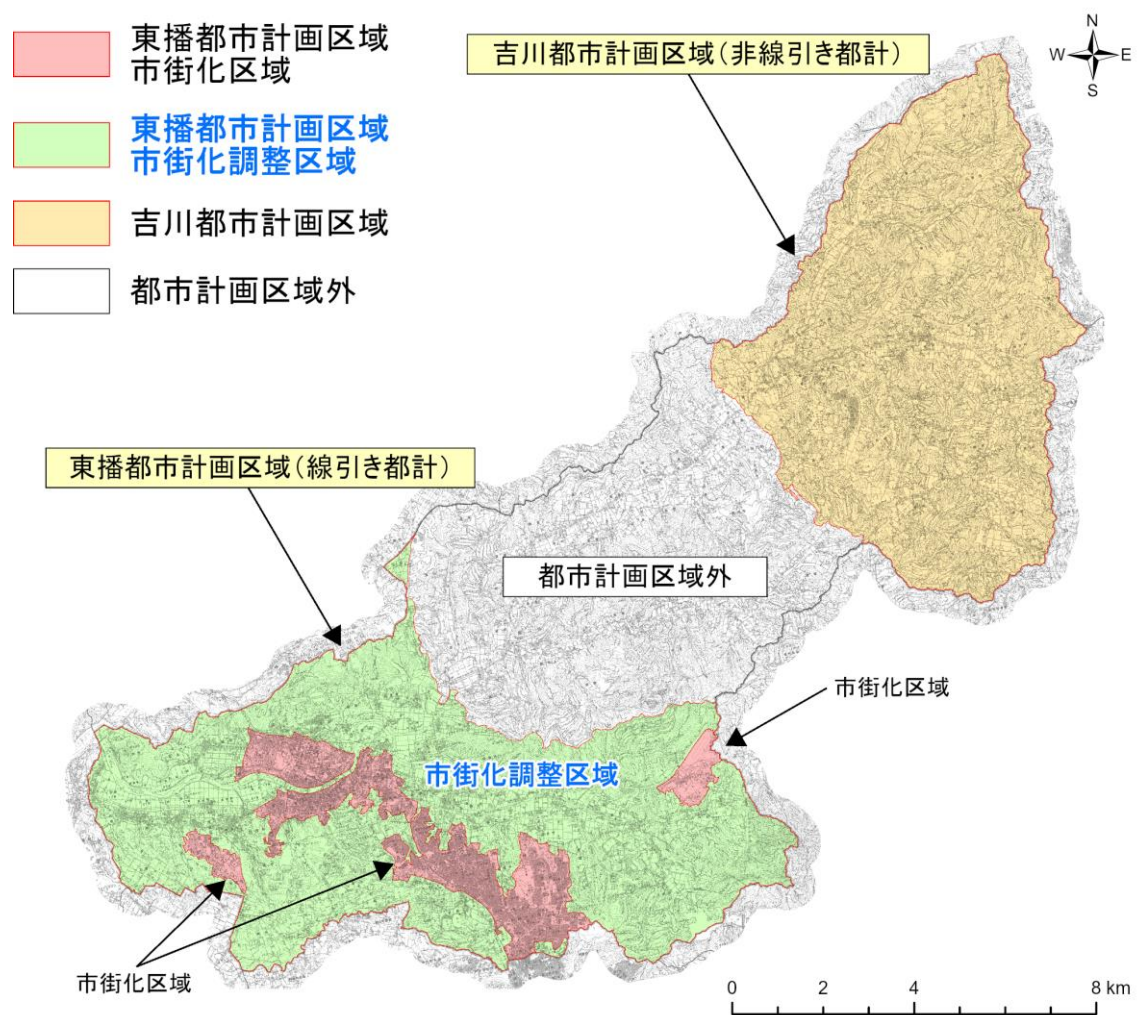 東播都市計画区域
市街化区域
東播都市計画区域
市街化調整区域
吉川都市計画区域
都市計画区域外
吉川都市計画区域(非線引き都計)
N
W
E
S
東播都市計画区域(線引き都計)
都市計画区域外
市街化区域
市街化調整区域
市街化区域
0 2 4 8 km